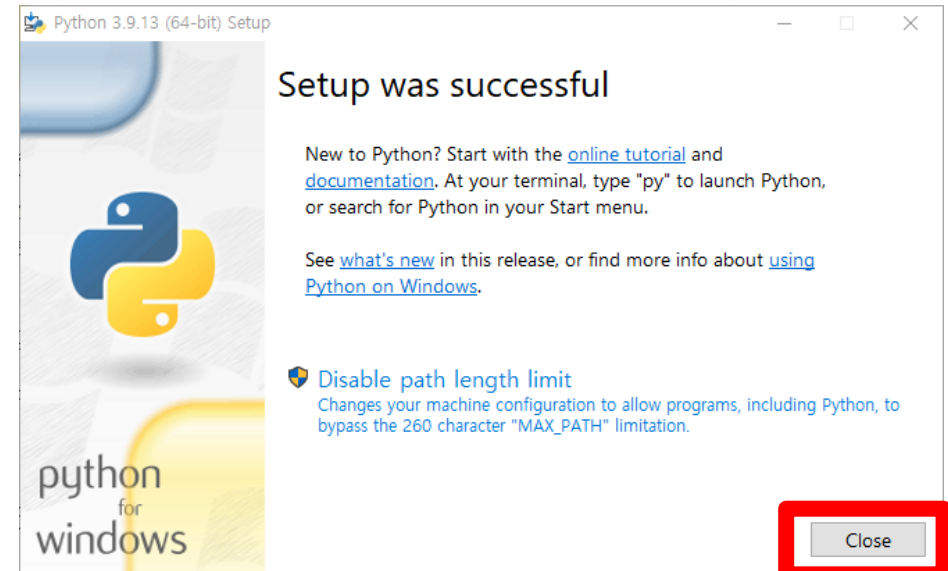 Python 3.9.13 (64-bit) Setup
Setup was successful
New to Python? Start with the online tutorial and
documentation. At your terminal, type "py" to launch Python,
or search for Python in your Start menu.
See what's new in this release, or find more info about using
Python on Windows.
Disable path length limit
Changes your machine configuration to allow programs, including Python, to
bypass the 260 character "MAX_PATH" limitation.
python
for
windows
Close